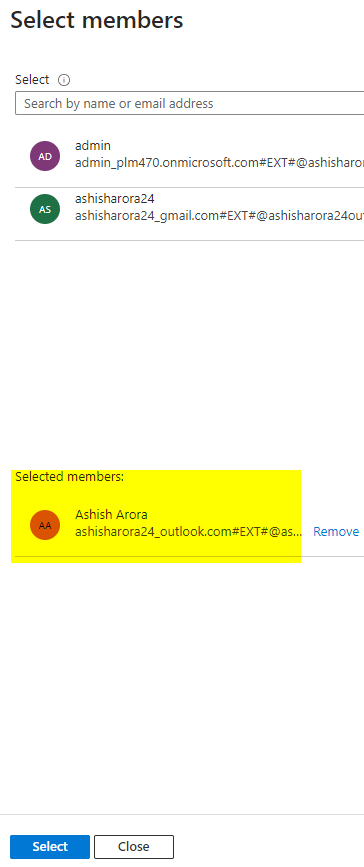 Select members
Select
Search by name or email address
AD
admin
admin_plm470.onmicrosoft.com#EXT#@ashisharo
AS
ashisharora24
ashisharora24_gmail.com#EXT#@ashisharora24out
Selected members:
AA
Ashish Arora
ashisharora24_outlook.com#EXT#@as...
Remove
Select
Close